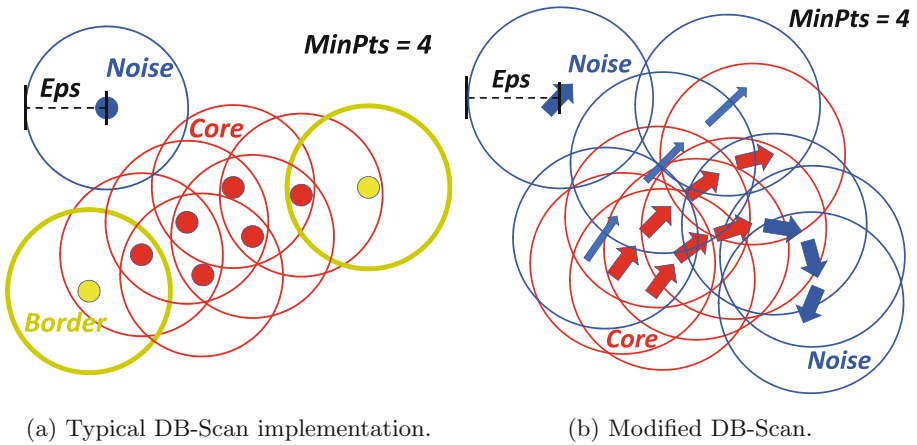 MinPts = 4
Noise
Eps
Core
Border
(a) Typical DB-Scan implementation.
MinPts = 4
Noise
Eps
Core
Noise
(b) Modified DB-Scan.